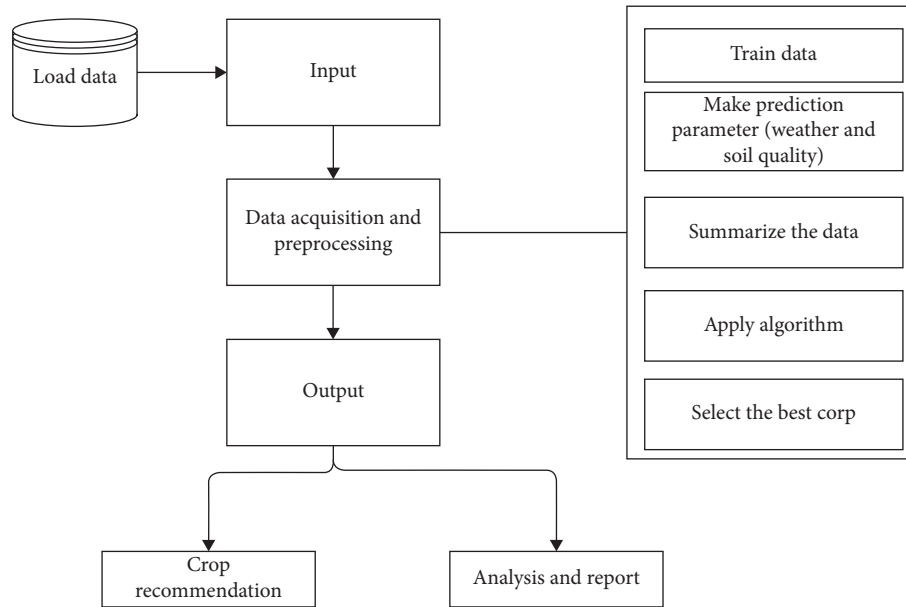 Load data
Input
Data acquisition and
preprocessing
Output
Crop
recommendation
Analysis and report
Train data
Make prediction
parameter (weather and
soil quality)
Summarize the data
Apply algorithm
Select the best corp